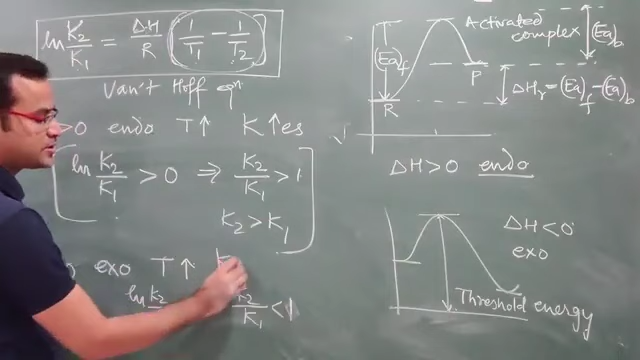 ln K₂/K₁ = ΔH/R (1/T₁ − 1/T₂)
Van't Hoff eqn
>0 endo T↑ K↑es
ln K₂/K₁ > 0 ⇒ K₂/K₁ > 1
K₂ > K₁
exo T↑ K
ln K₂ K₂/K₁ < 1
Activated complex
(Ea)f
(Ea)b
P
R
ΔHr = (Ea)f − (Ea)b
ΔH>0 endo
ΔH<0
exo
Threshold energy